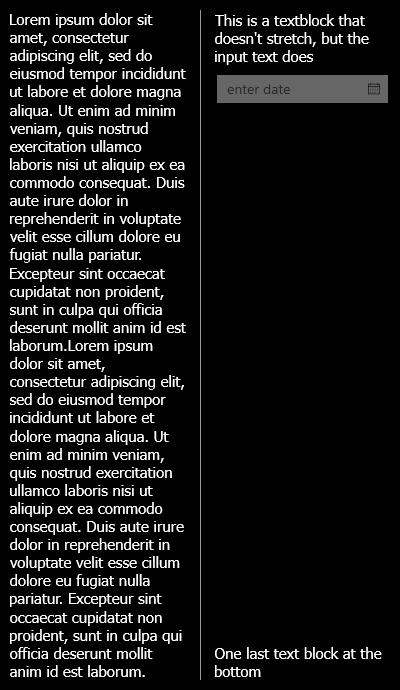 Lorem ipsum dolor sit
amet, consectetur
adipiscing elit, sed do
eiusmod tempor incididunt
ut labore et dolore magna
aliqua. Ut enim ad minim
veniam, quis nostrud
exercitation ullamco
laboris nisi ut aliquip ex ea
commodo consequat. Duis
aute irure dolor in
reprehenderit in voluptate
velit esse cillum dolore eu
fugiat nulla pariatur.
Excepteur sint occaecat
cupidatat non proident,
sunt in culpa qui officia
deserunt mollit anim id est
laborum.Lorem ipsum
dolor sit amet,
consectetur adipiscing elit,
sed do eiusmod tempor
incididunt ut labore et
dolore magna aliqua. Ut
enim ad minim veniam,
quis nostrud exercitation
ullamco laboris nisi ut
aliquip ex ea commodo
consequat. Duis aute irure
dolor in reprehenderit in
voluptate velit esse cillum
dolore eu fugiat nulla
pariatur. Excepteur sint
occaecat cupidatat non
proident, sunt in culpa qui
officia deserunt mollit
anim id est laborum.
This is a textblock that
doesn't stretch, but the
input text does
enter date
One last text block at the
bottom